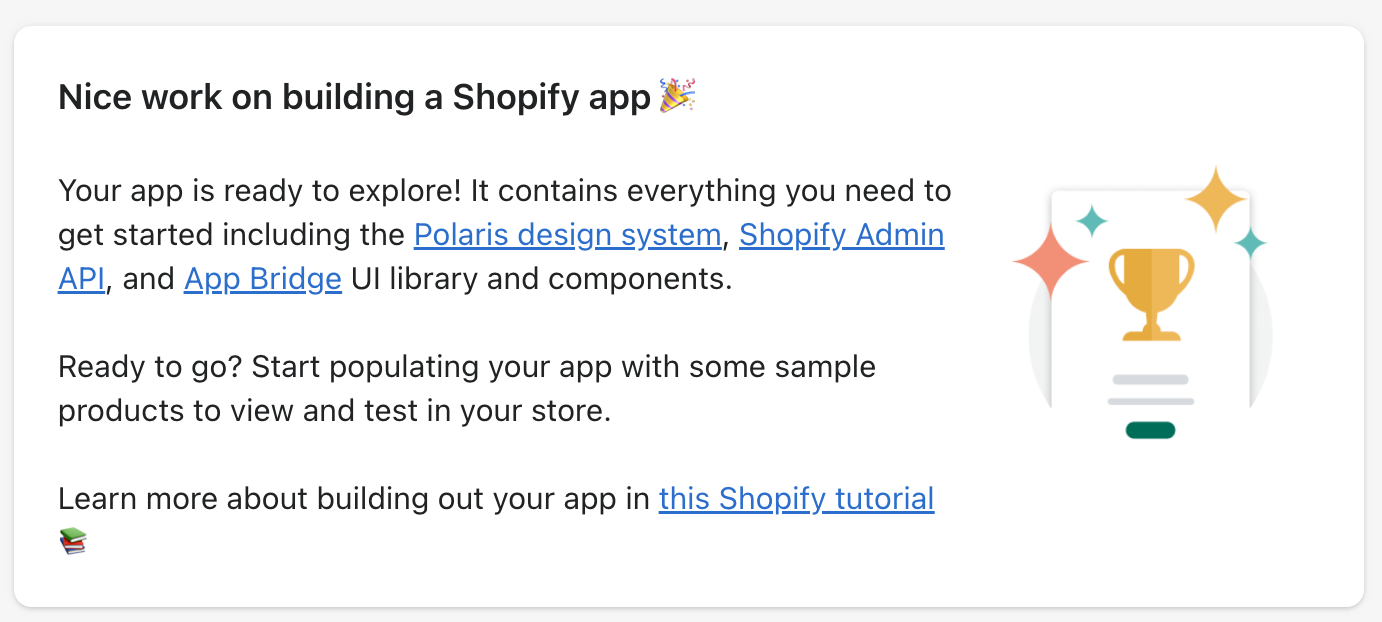 Nice work on building a Shopify app 🎉
Your app is ready to explore! It contains everything you need to
get started including the Polaris design system, Shopify Admin
API, and App Bridge UI library and components.
Ready to go? Start populating your app with some sample
products to view and test in your store.
Learn more about building out your app in this Shopify tutorial
📚